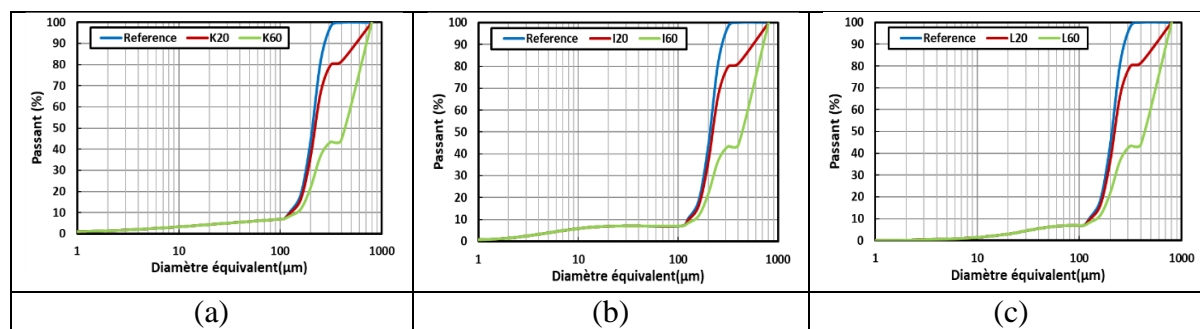 Reference K20 K60
Passant (%)
100
90
80
70
60
50
40
30
20
10
0
1 10 100 1000
Diamètre équivalent(µm)
Reference I20 I60
Passant (%)
100
90
80
70
60
50
40
30
20
10
0
1 10 100 1000
Diamètre équivalent(µm)
Reference L20 L60
Passant (%)
100
90
80
70
60
50
40
30
20
10
0
1 10 100 1000
Diamètre équivalent(µm)
(a) (b) (c)